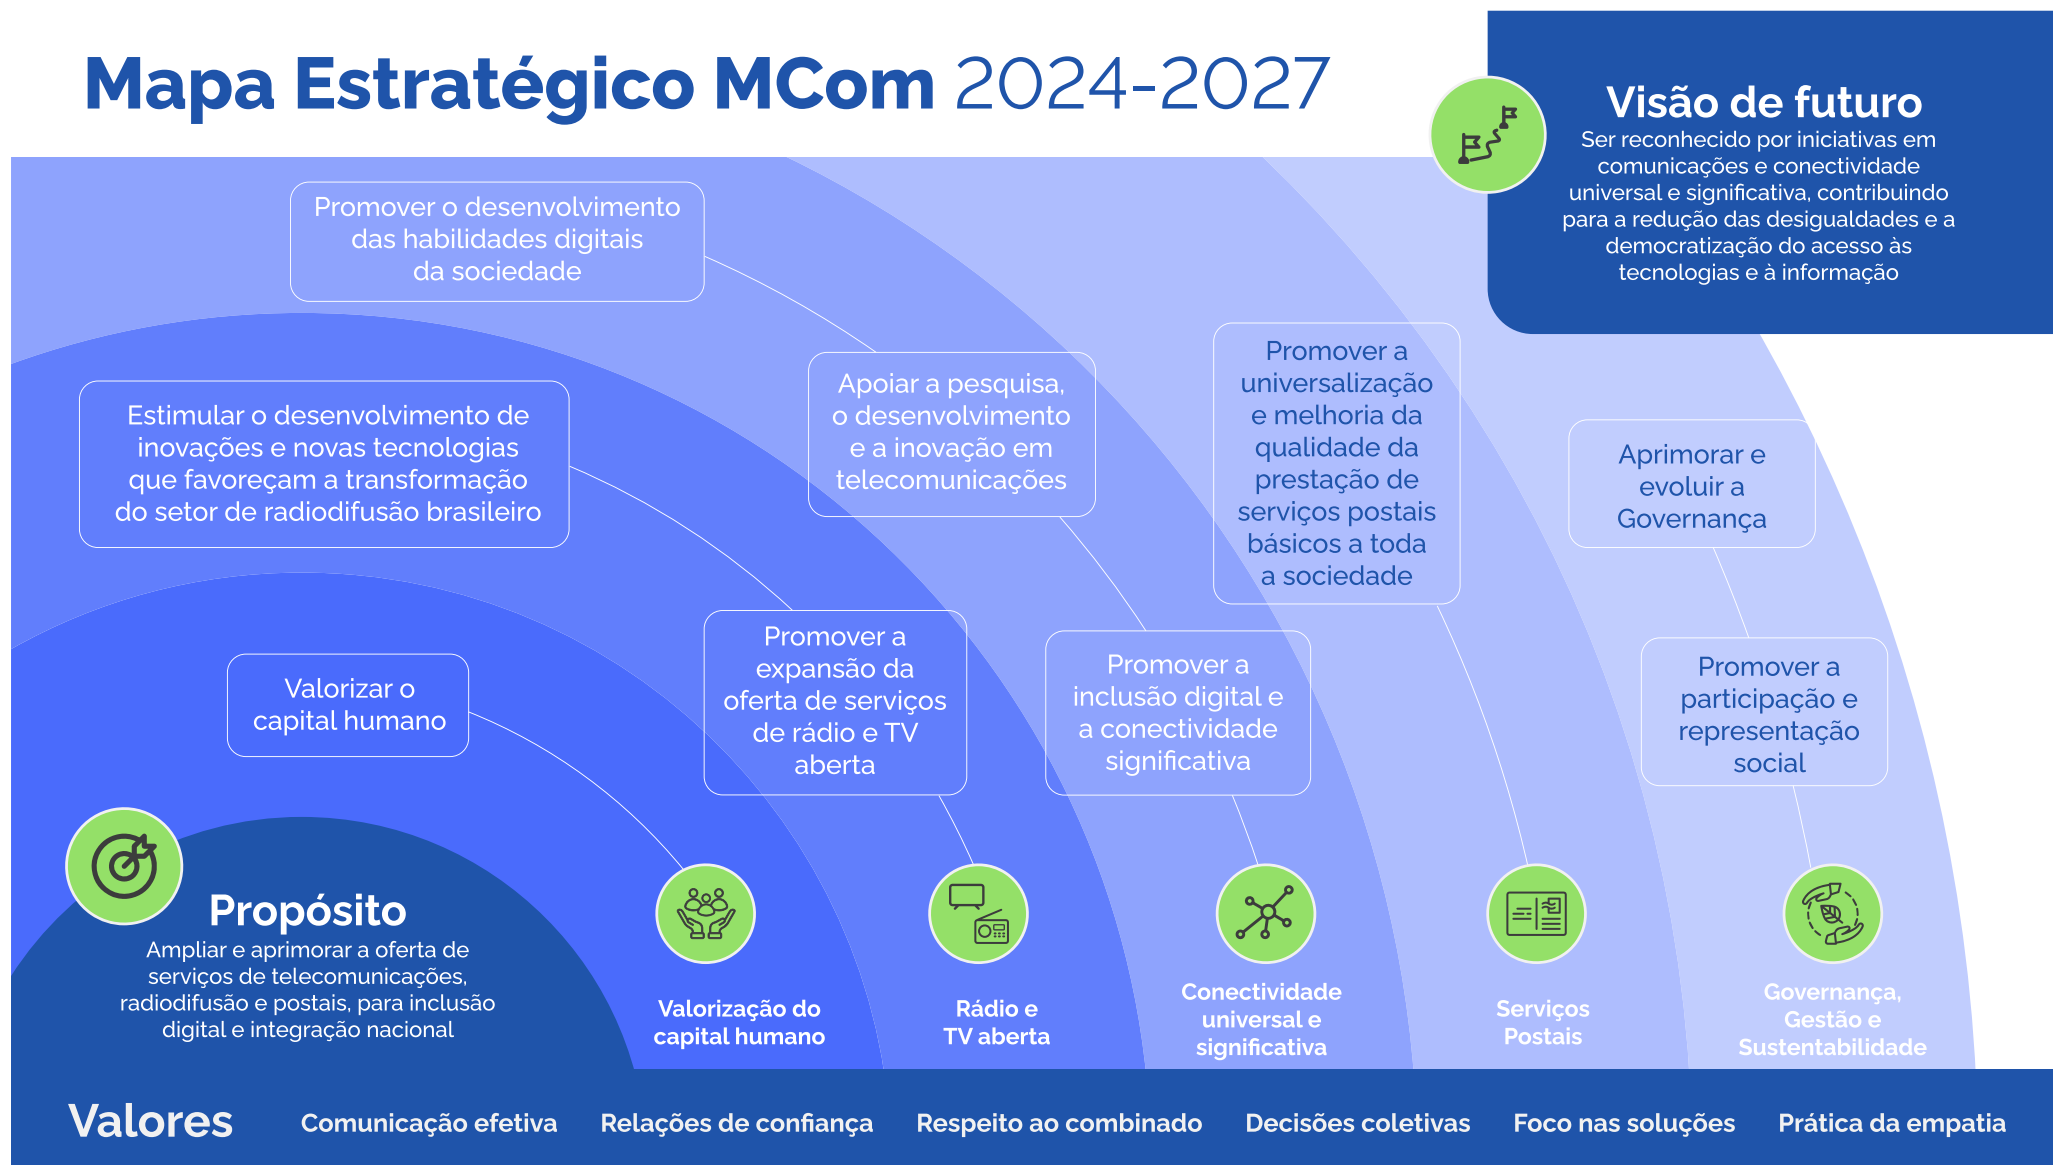 Mapa Estratégico MCom 2024-2027
Visão de futuro
Ser reconhecido por iniciativas em
comunicações e conectividade
universal e significativa, contribuindo
para a redução das desigualdades e a
democratização do acesso às
tecnologias e à informação
Promover o desenvolvimento
das habilidades digitais
da sociedade
Apoiar a pesquisa,
o desenvolvimento
e a inovação em
telecomunicações
Promover a
inclusão digital e
a conectividade
significativa
Promover a
universalização
e melhoria da
qualidade da
prestação de
serviços postais
básicos a toda
a sociedade
Aprimorar e
evoluir a
Governança
Promover a
participação e
representação
social
Estimular o desenvolvimento de
inovações e novas tecnologias
que favoreçam a transformação
do setor de radiodifusão brasileiro
Promover a
expansão da
oferta de serviços
de rádio e TV
aberta
Valorizar o
capital humano
Propósito
Ampliar e aprimorar a oferta de
serviços de telecomunicações,
radiodifusão e postais, para inclusão
digital e integração nacional
Valorização do
capital humano
Rádio e
TV aberta
Conectividade
universal e
significativa
Serviços
Postais
Governança,
Gestão e
Sustentabilidade
Valores
Comunicação efetiva
Relações de confiança
Respeito ao combinado
Decisões coletivas
Foco nas soluções
Prática da empatia